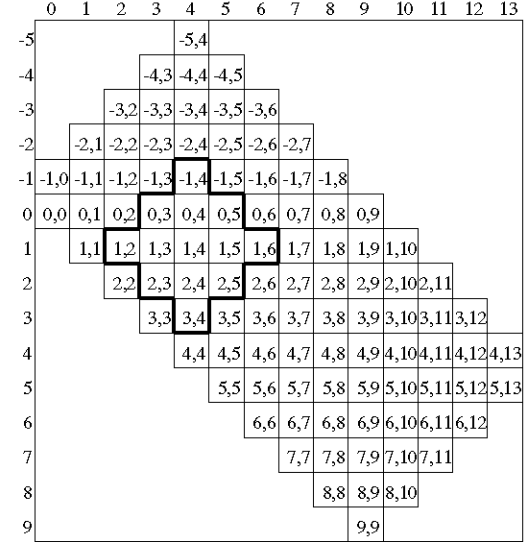 0 1 2 3 4 5 6 7 8 9 10 11 12 13
-5 -5,4
-4 -4,3 -4,4 -4,5
-3 -3,2 -3,3 -3,4 -3,5 -3,6
-2 -2,1 -2,2 -2,3 -2,4 -2,5 -2,6 -2,7
-1 -1,0 -1,1 -1,2 -1,3 -1,4 -1,5 -1,6 -1,7 -1,8
0 0,0 0,1 0,2 0,3 0,4 0,5 0,6 0,7 0,8 0,9
1 1,1 1,2 1,3 1,4 1,5 1,6 1,7 1,8 1,9 1,10
2 2,2 2,3 2,4 2,5 2,6 2,7 2,8 2,9 2,10 2,11
3 3,3 3,4 3,5 3,6 3,7 3,8 3,9 3,10 3,11 3,12
4 4,4 4,5 4,6 4,7 4,8 4,9 4,10 4,11 4,12 4,13
5 5,5 5,6 5,7 5,8 5,9 5,10 5,11 5,12 5,13
6 6,6 6,7 6,8 6,9 6,10 6,11 6,12
7 7,7 7,8 7,9 7,10 7,11
8 8,8 8,9 8,10
9 9,9